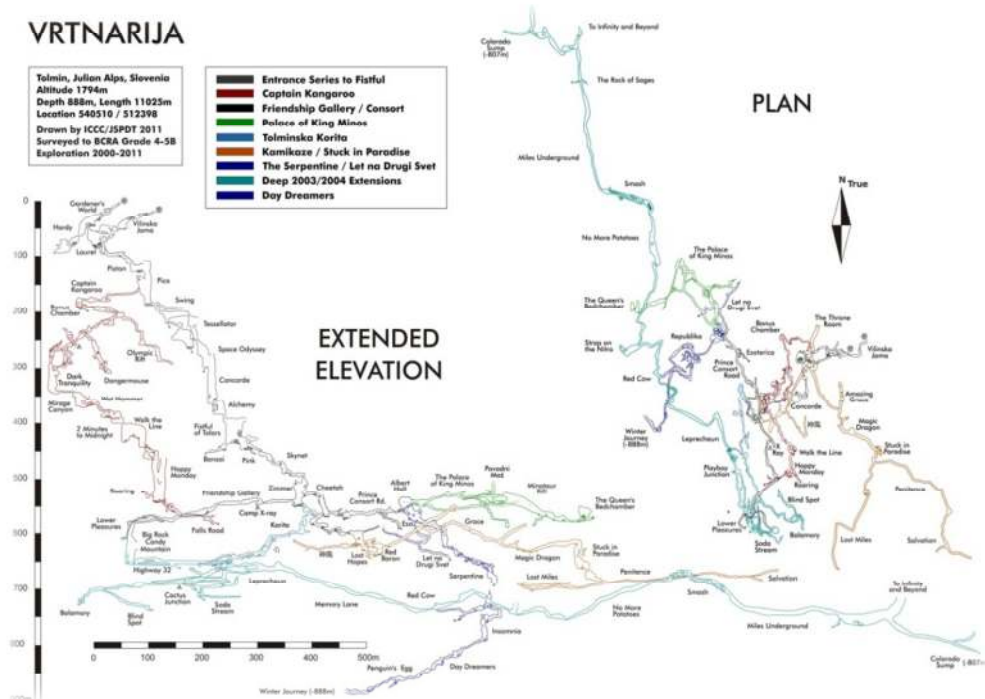 VRTNARIJA
Tolmin, Julian Alps, Slovenia
Altitude 1794m
Depth 888m, Length 11025m
Location 540510 / 512398
Drawn by ICCC/JSPDT 2011
Surveyed to BCRA Grade 4-5B
Exploration 2000-2011
Entrance Series to Fistful
Captain Kangaroo
Friendship Gallery / Consort
Palace of King Minos
Tolminska Korita
Kamikaze / Stuck in Paradise
The Serpentine / Let na Drugi Svet
Deep 2003/2004 Extensions
Day Dreamers
PLAN
N
True
Colorado
Sump
(-807m)
To Infinity and Beyond
The Rock of Sages
Miles Underground
Smash
No More Potatoes
The Palace
of King Minos
The Queen's
Bedchamber
Let na
Drugi Svet
Republika
Bonus
Chamber
The Throne
Room
Esoterica
Vilinska
Jama
Prince
Consort
Road
Strap on
the Nitro
Red Cow
Concorde
Amazing
Grace
Magic
Dragon
Winter
Journey
(-888m)
Leprechaun
X
Ray
Walk the Line
Stuck in
Paradise
Playboy
Junction
Happy
Monday
Roaring
Penitence
Blind Spot
Lower
Pleasures
Belamory
Soda
Stream
Lost Miles
Salvation
EXTENDED
ELEVATION
0
100
200
300
400
500
600
700
800
Gardener's
World
Hardy
Vilinska
Jama
Laurel
Piston
Pico
Captain
Kangaroo
Chamber
Swing
Tessellator
Olympic
Space Odyssey
Dark
Tranquility
Dangermouse
Concorde
Mirage
Canyon
Alchemy
2 Minutes
to Midnight
Walk the
Line
Fistful
of Tolars
Skynet
Pink
Happy
Monday
Zimmer
Cheetah
Albert
Hall
The Palace
of King Minos
Minotaur
The Queen's
Bedchamber
Roaring
Friendship Gallery
Prince
Consort Rd.
Camp X-ray
Lower
Pleasures
Falls Road
Korita
Grace
Big Rock
Candy
Mountain
神風
Lost
Hopes
Red
Baron
Let na
Drugi Svet
Magic Dragon
Stuck in
Paradise
Highway 32
Serpentine
Leprechaun
Lost Miles
Penitence
Salvation
Cactus
Junction
Soda
Stream
Memory Lane
Red Cow
Smash
To Infinity
and Beyond
Belamory
Blind
Spot
No More
Potatoes
Insomnia
Miles Underground
Colorado
Sump
(-807m)
0
100
200
300
400
500m
Penguin's Egg
Day Dreamers
Winter Journey (-888m)